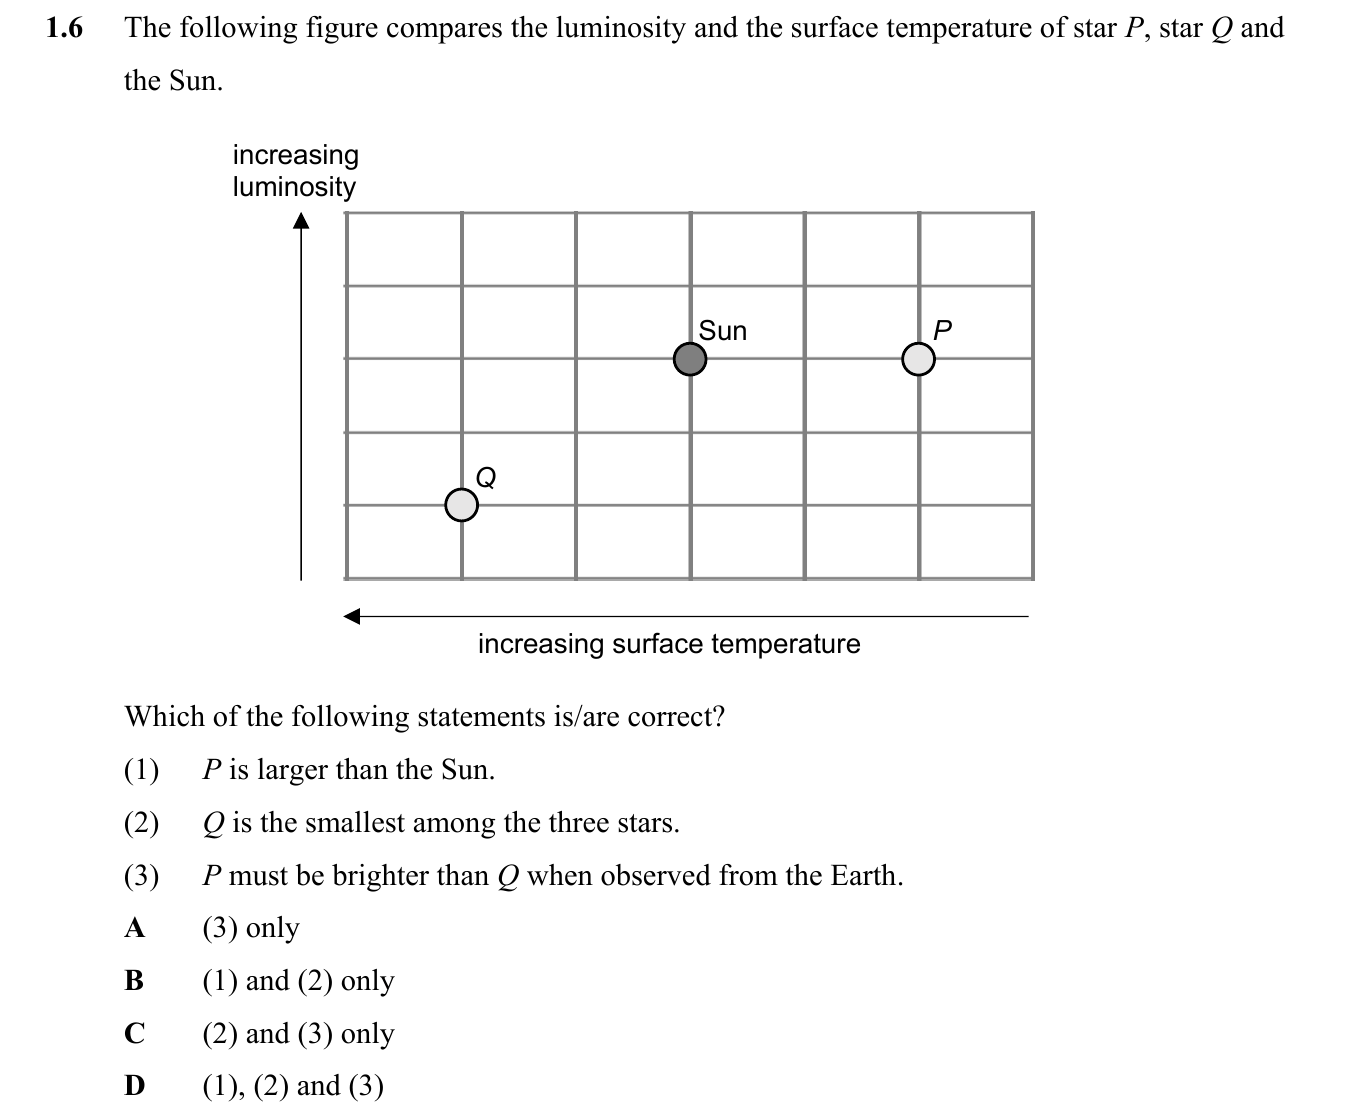 1.6 The following figure compares the luminosity and the surface temperature of star P, star Q and
the Sun.
increasing
luminosity
Sun
P
Q
increasing surface temperature
Which of the following statements is/are correct?
(1) P is larger than the Sun.
(2) Q is the smallest among the three stars.
(3) P must be brighter than Q when observed from the Earth.
A (3) only
B (1) and (2) only
C (2) and (3) only
D (1), (2) and (3)